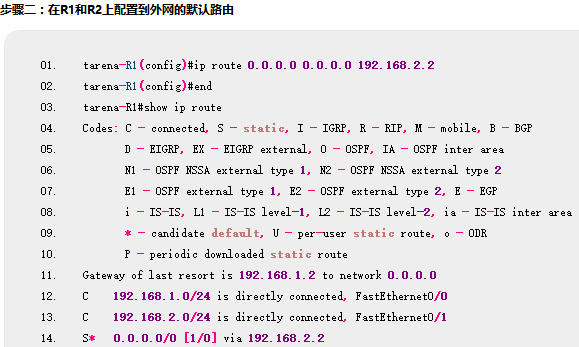 步骤二：在R1和R2上配置到外网的默认路由
01. tarena-R1(config)#ip route 0.0.0.0 0.0.0.0 192.168.2.2
02. tarena-R1(config)#end
03. tarena-R1#show ip route
04. Codes: C - connected, S - static, I - IGRP, R - RIP, M - mobile, B - BGP
05. D - EIGRP, EX - EIGRP external, O - OSPF, IA - OSPF inter area
06. N1 - OSPF NSSA external type 1, N2 - OSPF NSSA external type 2
07. E1 - OSPF external type 1, E2 - OSPF external type 2, E - EGP
08. i - IS-IS, L1 - IS-IS level-1, L2 - IS-IS level-2, ia - IS-IS inter area
09. * - candidate default, U - per-user static route, o - ODR
10. P - periodic downloaded static route
11. Gateway of last resort is 192.168.1.2 to network 0.0.0.0
12. C 192.168.1.0/24 is directly connected, FastEthernet0/0
13. C 192.168.2.0/24 is directly connected, FastEthernet0/1
14. S* 0.0.0.0/0 [1/0] via 192.168.2.2